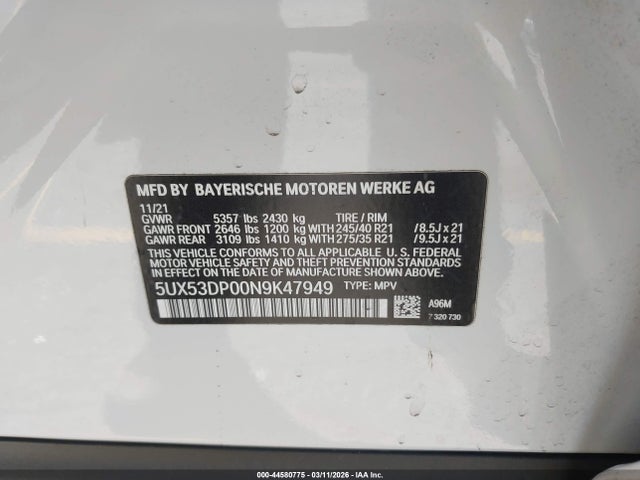 MFD BY BAYERISCHE MOTOREN WERKE AG
11/21
GVWR 5357 lbs 2430 kg TIRE / RIM
GAWR FRONT 2646 lbs 1200 kg WITH 245/40 R21 /8.5J x 21
GAWR REAR 3109 lbs 1410 kg WITH 275/35 R21 /9.5J x 21
THIS VEHICLE CONFORMS TO ALL APPLICABLE U. S. FEDERAL
MOTOR VEHICLE SAFETY STANDARDS IN EFFECT ON
THE DATE OF MANUFACTURE SHOWN ABOVE.
5UX53DP00N9K47949 TYPE: MPV
A96M
7 320 730
000-44580775 - 03/11/2026 - IAA Inc.